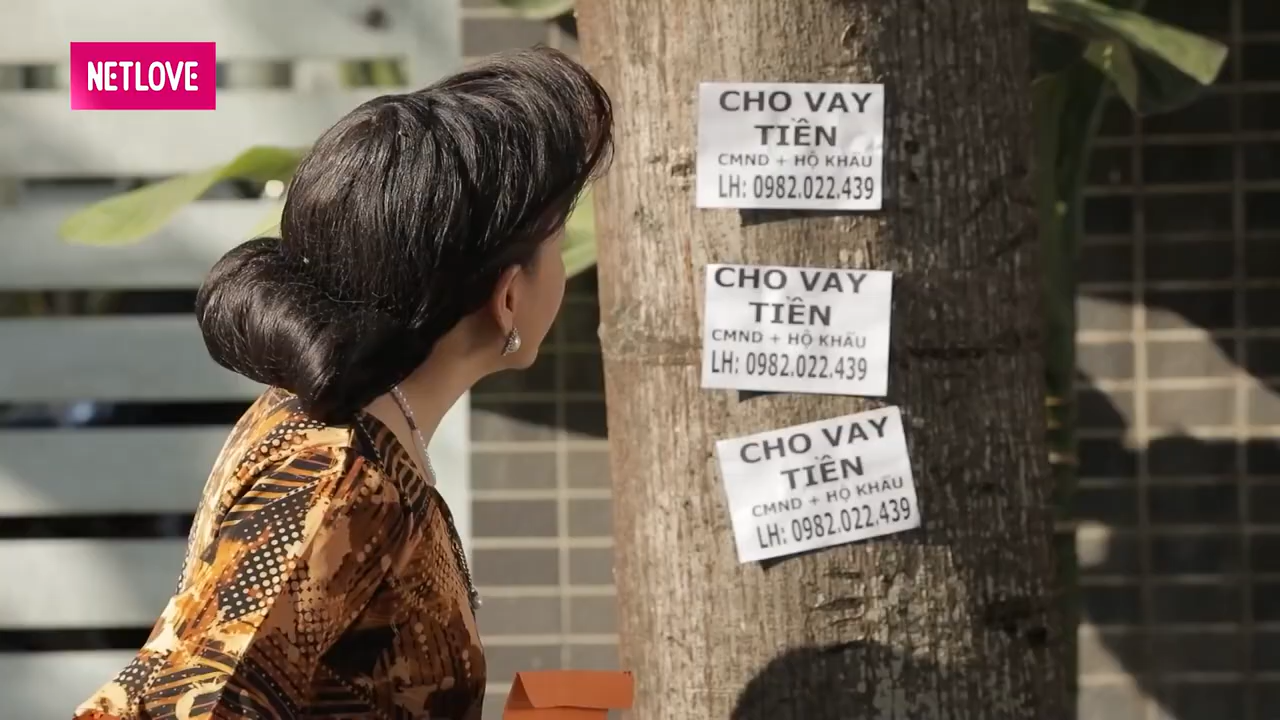 NETLOVE
CHO VAY
TIỀN
CMND + HỘ KHẨU
LH: 0982.022.439
CHO VAY
TIỀN
CMND + HỘ KHẨU
LH: 0982.022.439
CHO VAY
TIỀN
CMND + HỘ KHẨU
LH: 0982.022.439